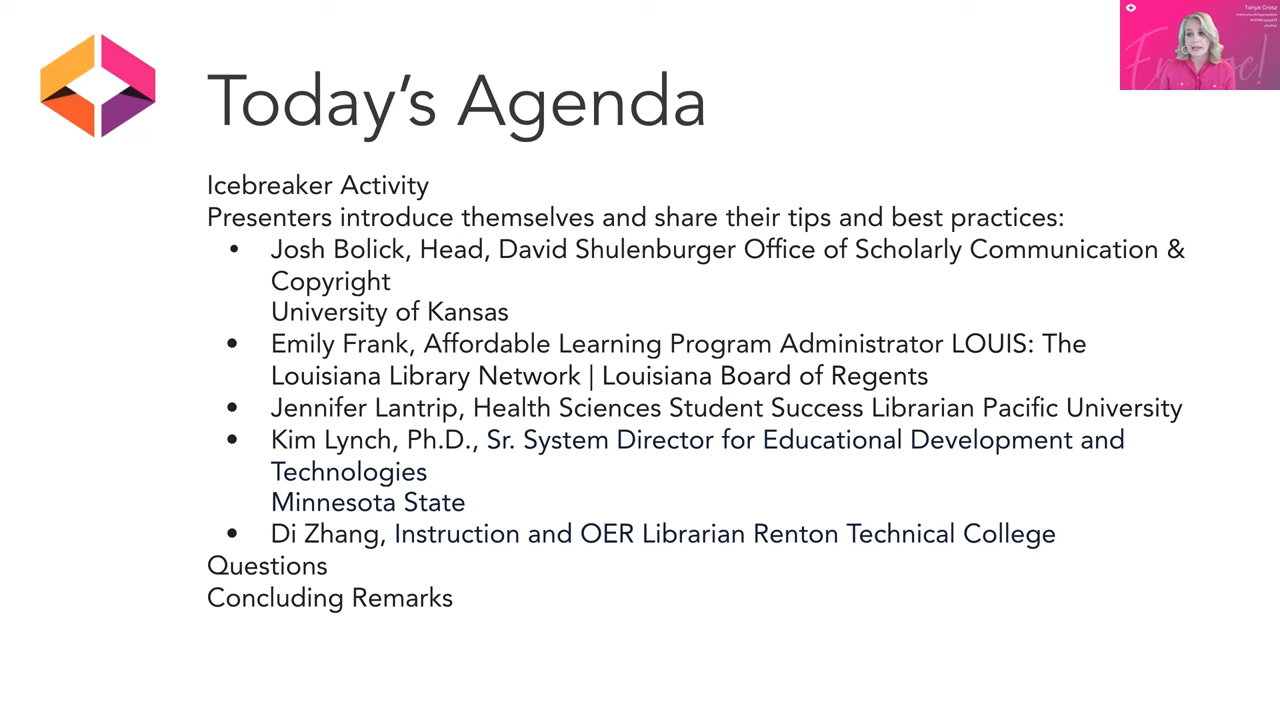 Tanya Grosz
Engage!
Today's Agenda
Icebreaker Activity
Presenters introduce themselves and share their tips and best practices:
• Josh Bolick, Head, David Shulenburger Office of Scholarly Communication &
Copyright
University of Kansas
• Emily Frank, Affordable Learning Program Administrator LOUIS: The
Louisiana Library Network | Louisiana Board of Regents
• Jennifer Lantrip, Health Sciences Student Success Librarian Pacific University
• Kim Lynch, Ph.D., Sr. System Director for Educational Development and
Technologies
Minnesota State
• Di Zhang, Instruction and OER Librarian Renton Technical College
Questions
Concluding Remarks